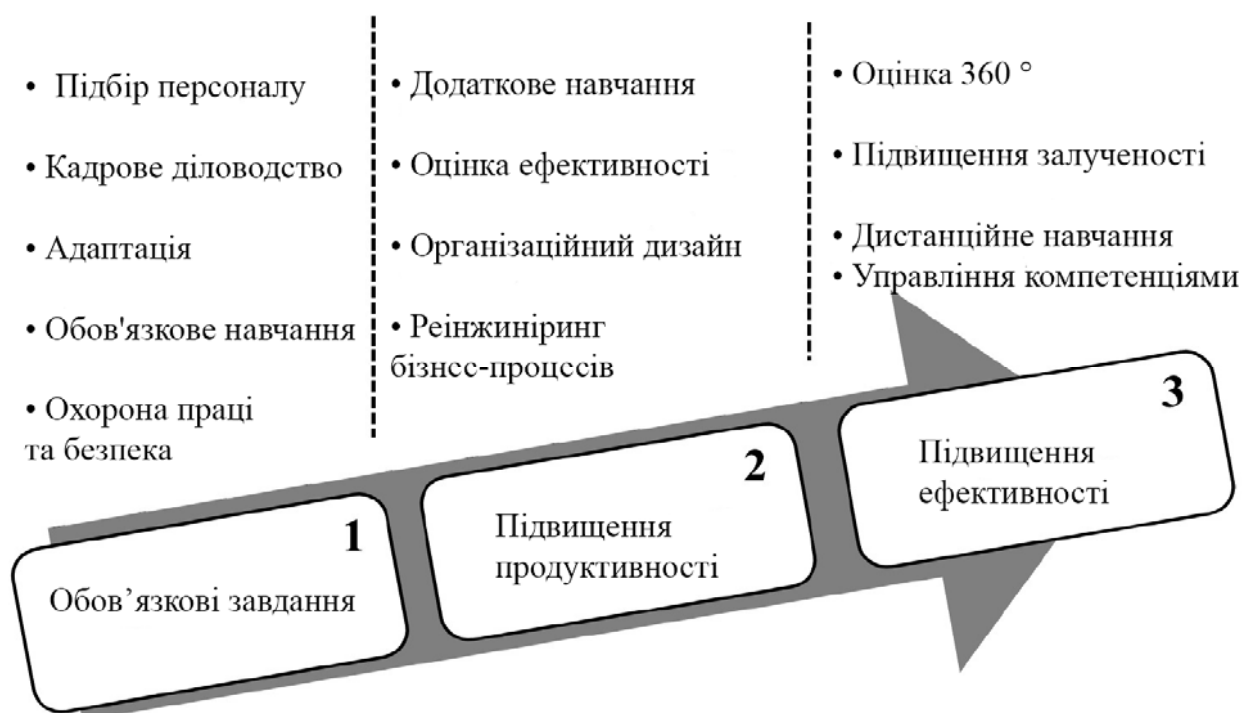 • Підбір персоналу
• Кадрове діловодство
• Адаптація
• Обов'язкове навчання
• Охорона праці
та безпека
• Додаткове навчання
• Оцінка ефективності
• Організаційний дизайн
• Реінжиніринг
бізнес-процесів
• Оцінка 360 °
• Підвищення залученості
• Дистанційне навчання
• Управління компетенціями
1
Обов’язкові завдання
2
Підвищення
продуктивності
3
Підвищення
ефективності